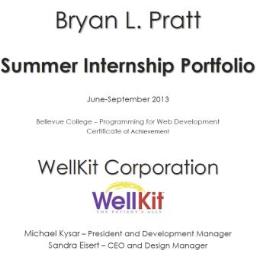 Bryan L. Pratt
Summer Internship Portfolio
June-September 2013
Bellevue College – Programming for Web Development
Certificate of Achievement
WellKit Corporation
WellKit
THE PATIENT'S ALLY
Michael Kysar – President and Development Manager
Sandra Eisert – CEO and Design Manager